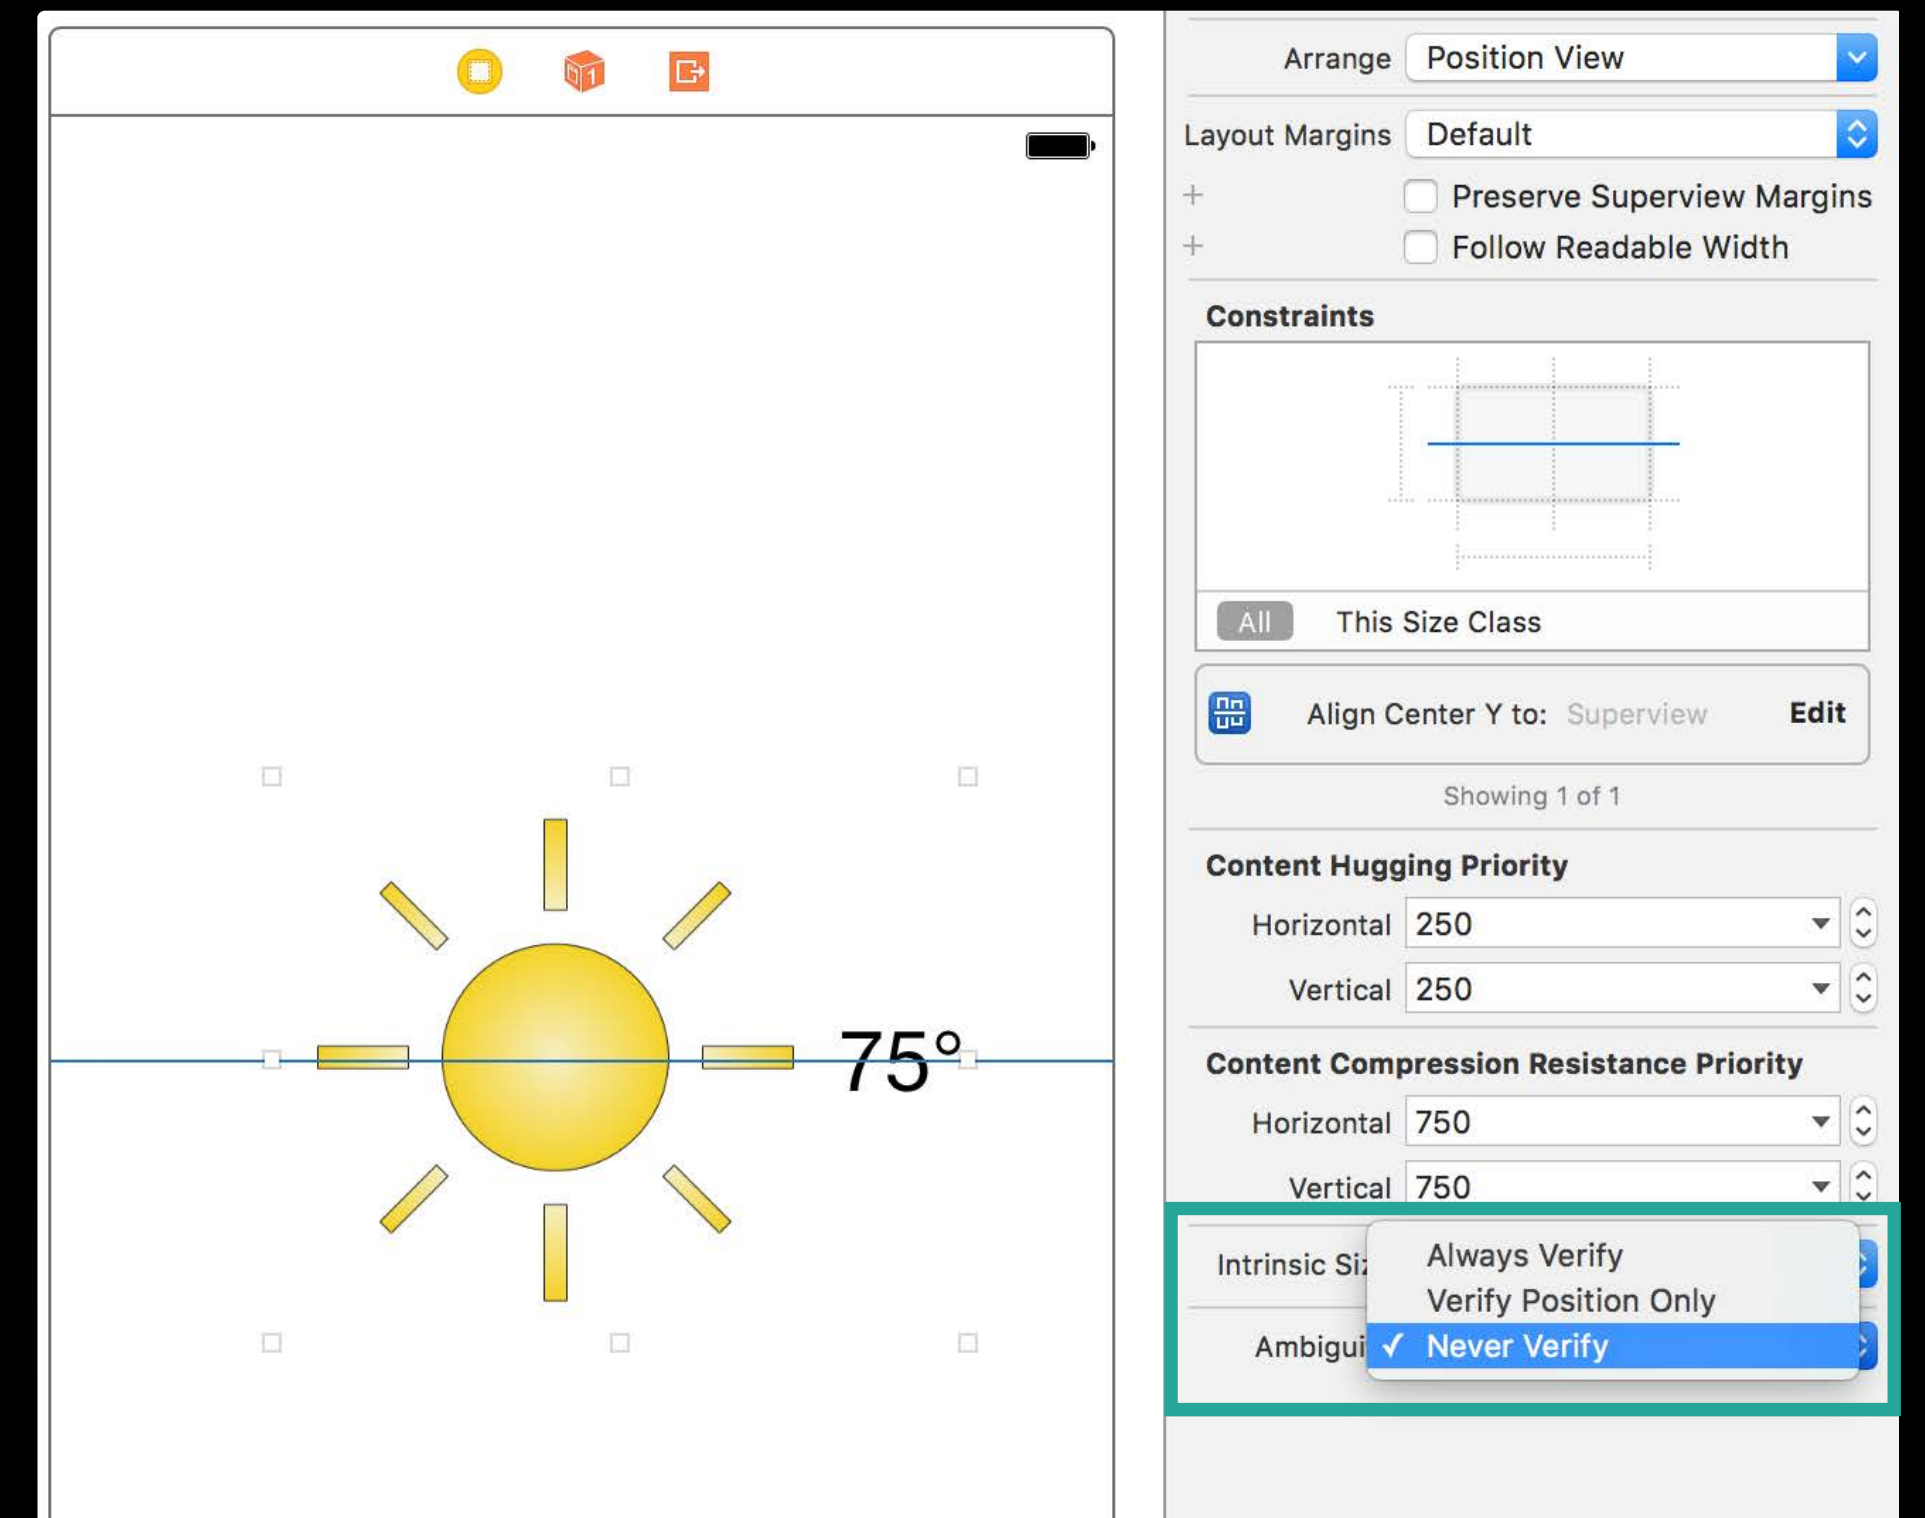 1
Arrange Position View
Layout Margins Default
+ Preserve Superview Margins
+ Follow Readable Width
Constraints
All This Size Class
Align Center Y to: Superview Edit
Showing 1 of 1
Content Hugging Priority
Horizontal 250
Vertical 250
75°
Content Compression Resistance Priority
Horizontal 750
Vertical 750
Intrinsic
Always Verify
Verify Position Only
✓ Never Verify